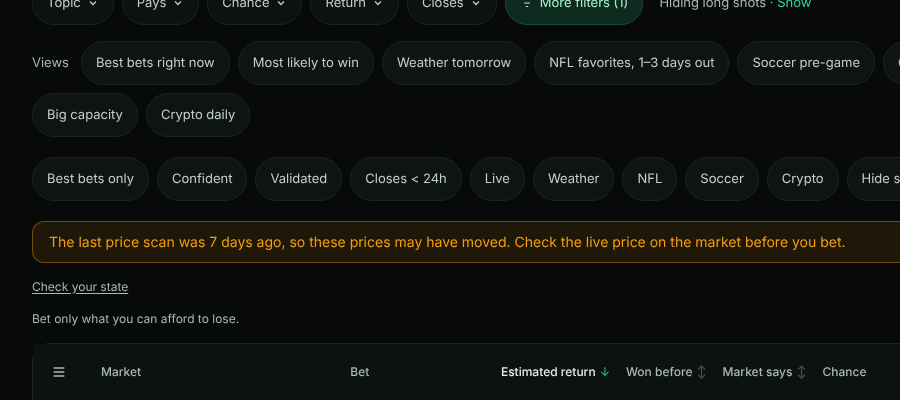 Topic Pays Chance Return Closes More filters (1) Hiding long shots · Show
Views Best bets right now Most likely to win Weather tomorrow NFL favorites, 1–3 days out Soccer pre-game
Big capacity Crypto daily
Best bets only Confident Validated Closes < 24h Live Weather NFL Soccer Crypto Hide s
The last price scan was 7 days ago, so these prices may have moved. Check the live price on the market before you bet.
Check your state
Bet only what you can afford to lose.
Market Bet Estimated return ↓ Won before ↕ Market says ↕ Chance